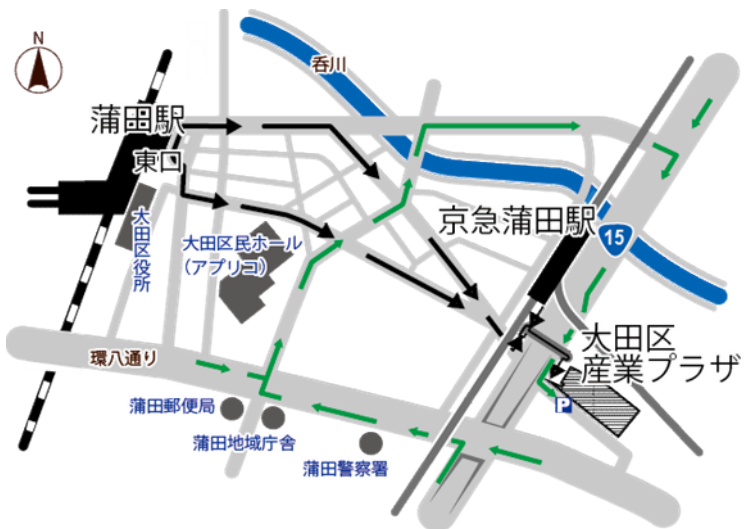 N
呑川
蒲田駅
東口
京急蒲田駅
15
大田区役所
大田区民ホール
（アプリコ）
大田区
産業プラザ
環八通り
P
蒲田郵便局
蒲田地域庁舎
蒲田警察署